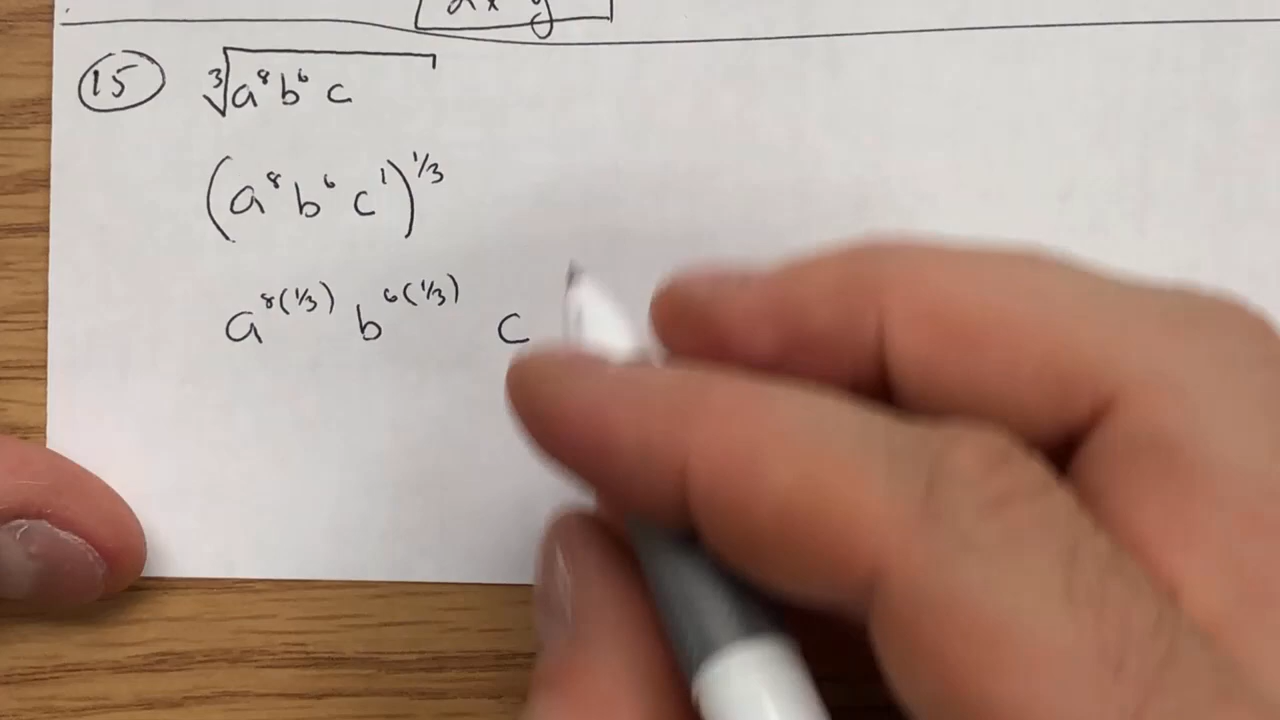 15 ∛(a⁸b⁶c)
(a⁸b⁶c¹)^1/3
a^8(1/3) b^6(1/3) c